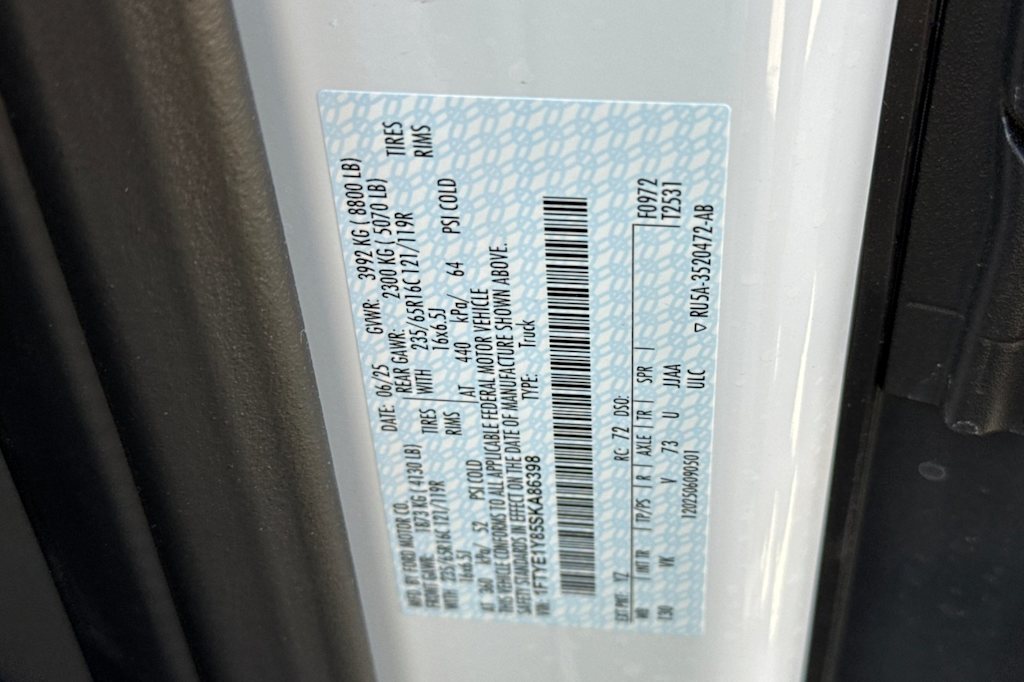 MFD. BY FORD MOTOR CO. DATE: 06/25 GVWR: 3992 KG ( 8800 LB)
FRONT GAWR: 1873 KG ( 4130 LB) REAR GAWR: 2300 KG ( 5070 LB)
WITH 235/65R16C 121/119R TIRES WITH 235/65R16C 121/119R TIRES
16x6.5J RIMS 16x6.5J RIMS
AT 360 kPa/ 52 PSI COLD AT 440 kPa/ 64 PSI COLD
THIS VEHICLE CONFORMS TO ALL APPLICABLE FEDERAL MOTOR VEHICLE
SAFETY STANDARDS IN EFFECT ON THE DATE OF MANUFACTURE SHOWN ABOVE.
VIN: 1FTYE1Y85SKA86398 TYPE: Truck
EXT PNT: YZ RC: 72 DSO: F0972
WB INT TR TP/PS R AXLE TR SPR T2531
130 VK V 73 U JJAA
1202506090501 ULC ▽ RU5A-3520472-AB